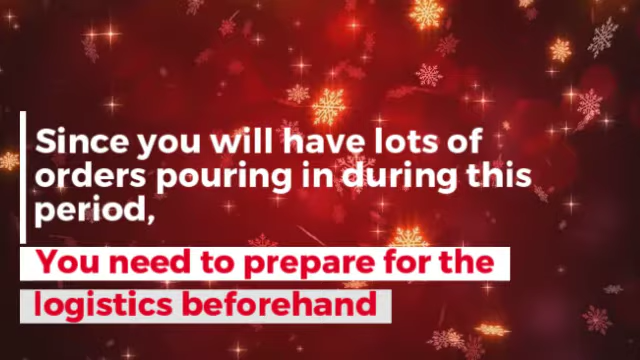 Since you will have lots of
orders pouring in during this
period,
You need to prepare for the
logistics beforehand